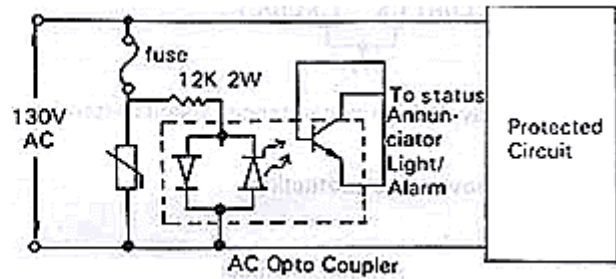 fuse
12K 2W
130V
AC
To status
Annun-
ciator
Light/
Alarm
Protected
Circuit
AC Opto Coupler